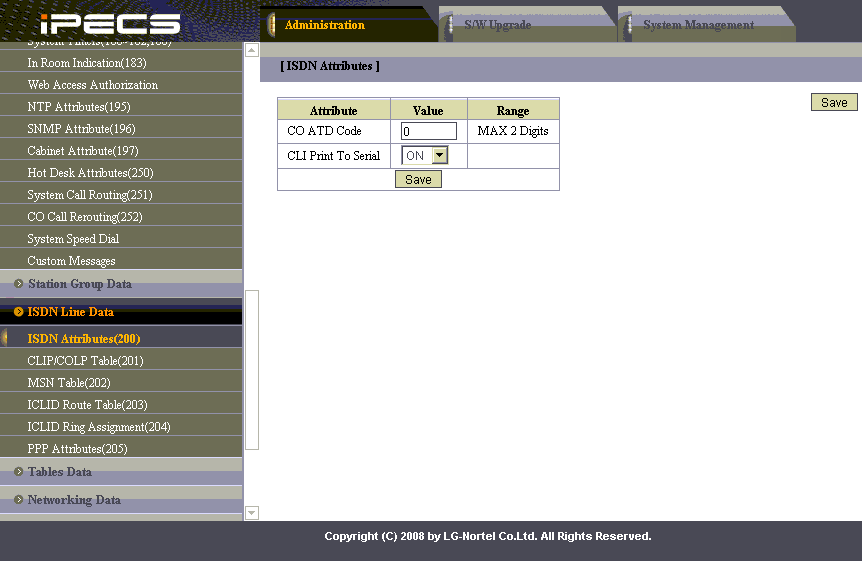 iPECS
Administration
S/W Upgrade
System Management
System Timers(180~182,186)
In Room Indication(183)
Web Access Authorization
NTP Attributes(195)
SNMP Attribute(196)
Cabinet Attribute(197)
Hot Desk Attributes(250)
System Call Routing(251)
CO Call Rerouting(252)
System Speed Dial
Custom Messages
Station Group Data
ISDN Line Data
ISDN Attributes(200)
CLIP/COLP Table(201)
MSN Table(202)
ICLID Route Table(203)
ICLID Ring Assignment(204)
PPP Attributes(205)
Tables Data
Networking Data
[ ISDN Attributes ]
Save
Attribute Value Range
CO ATD Code 0 MAX 2 Digits
CLI Print To Serial ON
Save
Copyright (C) 2008 by LG-Nortel Co.Ltd. All Rights Reserved.